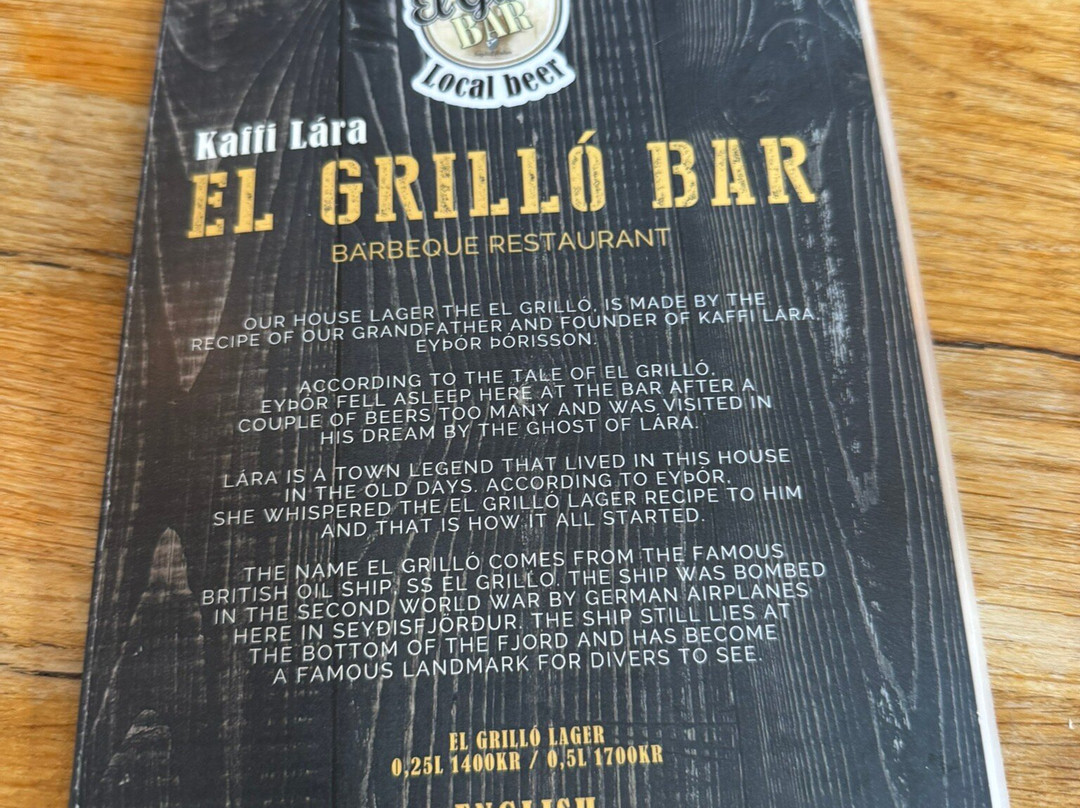 El
BAR
Local beer
Kaffi Lára
EL GRILLÓ BAR
BARBEQUE RESTAURANT
OUR HOUSE LAGER THE EL GRILLÓ, IS MADE BY THE
RECIPE OF OUR GRANDFATHER AND FOUNDER OF KAFFI LÁRA,
EYÞÓR ÞÓRISSON.
ACCORDING TO THE TALE OF EL GRILLÓ,
EYÞÓR FELL ASLEEP HERE AT THE BAR AFTER A
COUPLE OF BEERS TOO MANY AND WAS VISITED IN
HIS DREAM BY THE GHOST OF LÁRA.
LÁRA IS A TOWN LEGEND THAT LIVED IN THIS HOUSE
IN THE OLD DAYS. ACCORDING TO EYÞÓR,
SHE WHISPERED THE EL GRILLÓ LAGER RECIPE TO HIM
AND THAT IS HOW IT ALL STARTED.
THE NAME EL GRILLÓ COMES FROM THE FAMOUS
BRITISH OIL SHIP, SS EL GRILLO. THE SHIP WAS BOMBED
IN THE SECOND WORLD WAR BY GERMAN AIRPLANES
HERE IN SEYÐISFJÖRÐUR. THE SHIP STILL LIES AT
THE BOTTOM OF THE FJORD AND HAS BECOME
A FAMOUS LANDMARK FOR DIVERS TO SEE.
EL GRILLÓ LAGER
0,25L 1400KR / 0,5L 1700KR
ENGLISH